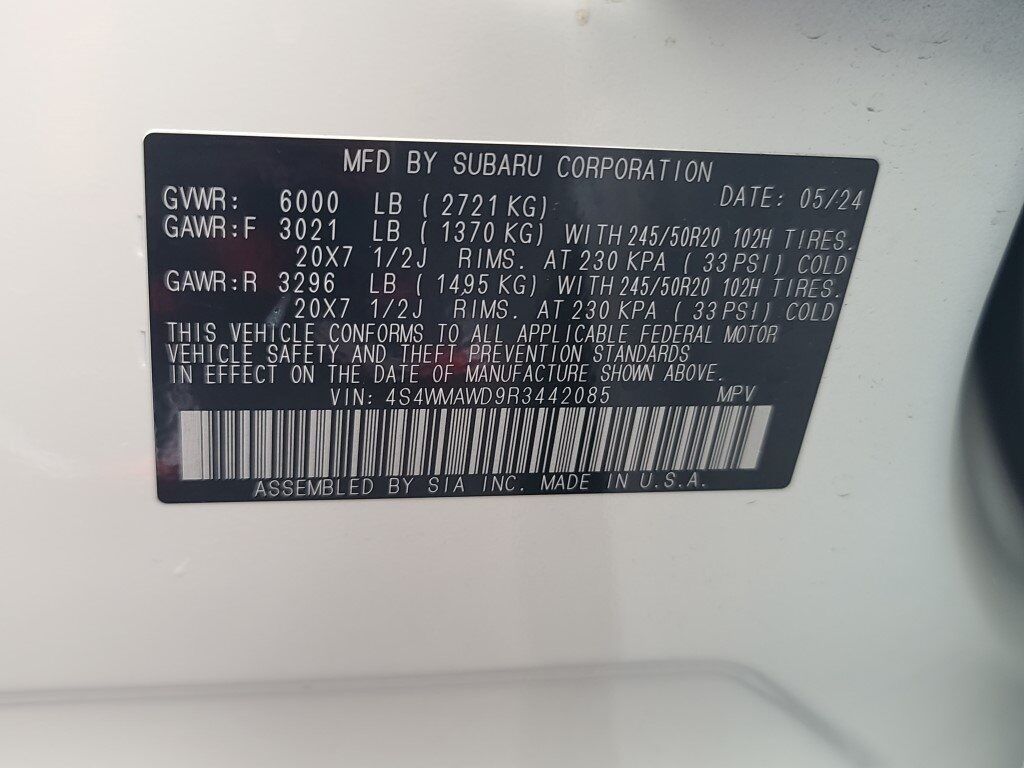 MFD BY SUBARU CORPORATION
GVWR: 6000 LB ( 2721 KG) DATE: 05/24
GAWR:F 3021 LB ( 1370 KG) WITH 245/50R20 102H TIRES.
20X7 1/2J RIMS. AT 230 KPA ( 33 PSI) COLD
GAWR:R 3296 LB ( 1495 KG) WITH 245/50R20 102H TIRES.
20X7 1/2J RIMS. AT 230 KPA ( 33 PSI) COLD
THIS VEHICLE CONFORMS TO ALL APPLICABLE FEDERAL MOTOR
VEHICLE SAFETY AND THEFT PREVENTION STANDARDS
IN EFFECT ON THE DATE OF MANUFACTURE SHOWN ABOVE.
VIN: 4S4WMAWD9R3442085 MPV
ASSEMBLED BY SIA INC. MADE IN U.S.A.